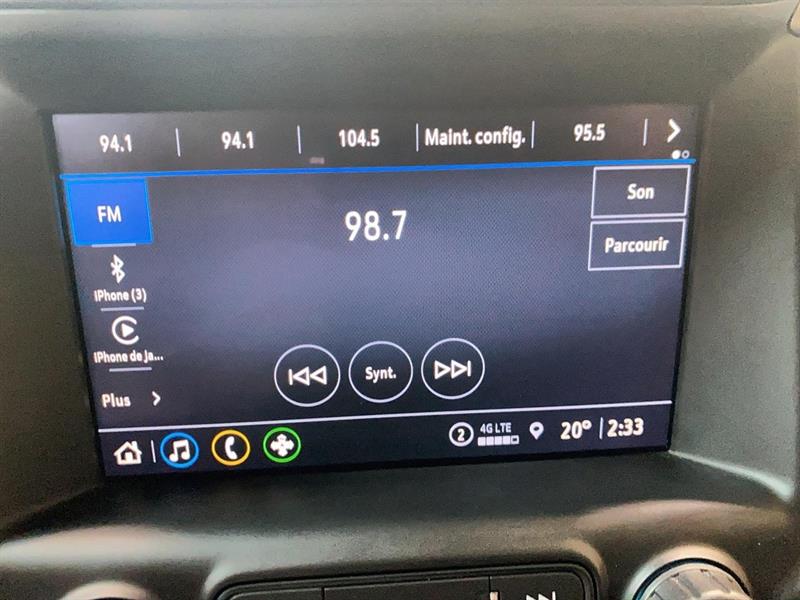 94.1 94.1 104.5 Maint. config. 95.5
FM
98.7
Son
Parcourir
iPhone (3)
iPhone de ja...
Synt.
Plus
2 4G LTE 20° 2:33